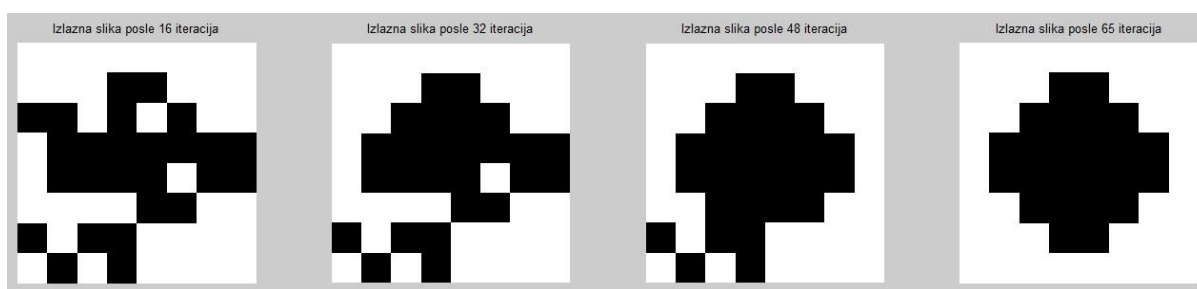 Izlazna slika posle 16 iteracija
Izlazna slika posle 32 iteracija
Izlazna slika posle 48 iteracija
Izlazna slika posle 65 iteracija